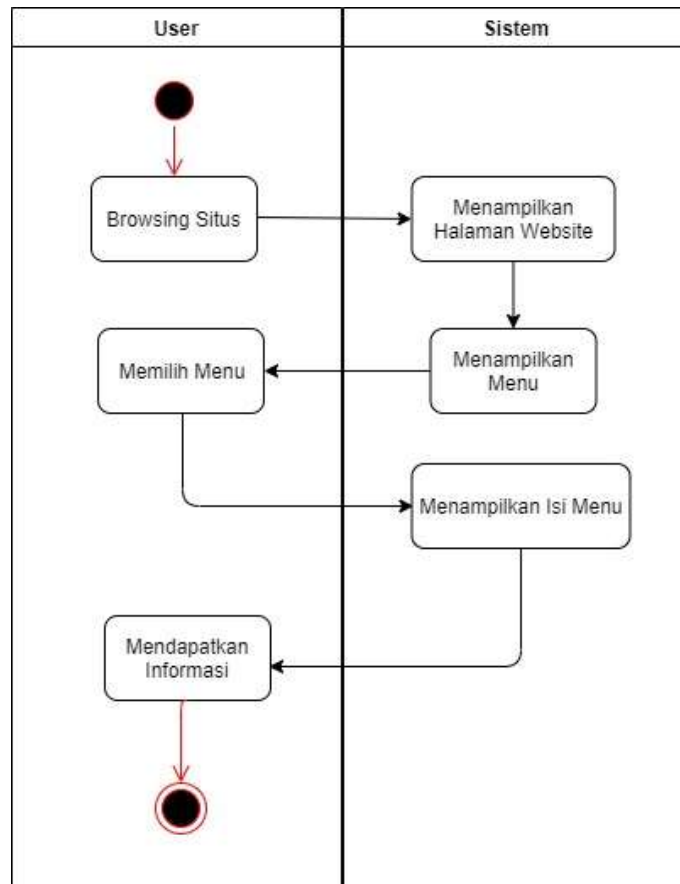 User
Sistem
Browsing Situs
Menampilkan
Halaman Website
Memilih Menu
Menampilkan
Menu
Menampilkan Isi Menu
Mendapatkan
Informasi